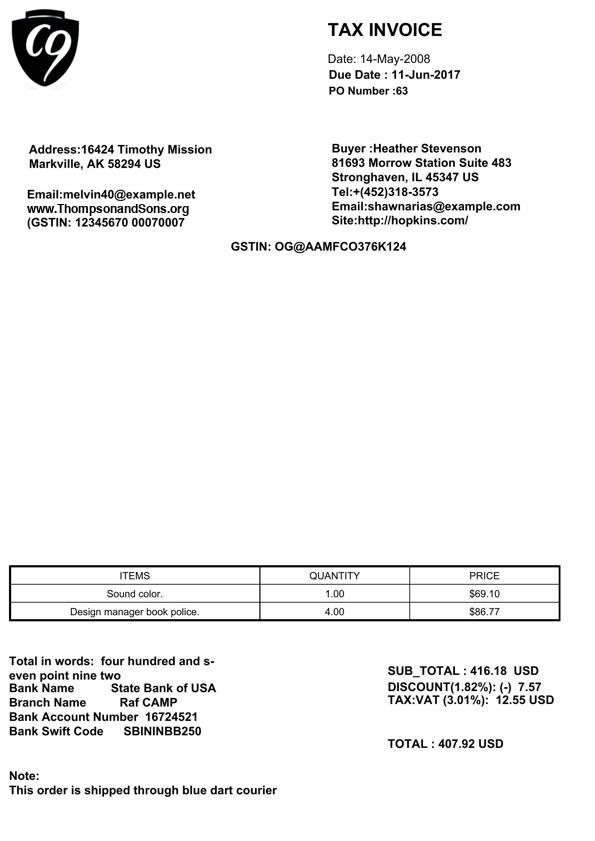 C9
TAX INVOICE
Date: 14-May-2008
Due Date : 11-Jun-2017
PO Number :63
Address:16424 Timothy Mission
Markville, AK 58294 US
Email:melvin40@example.net
www.ThompsonandSons.org
(GSTIN: 12345670 00070007
Buyer :Heather Stevenson
81693 Morrow Station Suite 483
Stronghaven, IL 45347 US
Tel:+(452)318-3573
Email:shawnarias@example.com
Site:http://hopkins.com/
GSTIN: OG@AAMFCO376K124
ITEMS QUANTITY PRICE
Sound color. 1.00 $69.10
Design manager book police. 4.00 $86.77
Total in words: four hundred and s-
even point nine two
Bank Name State Bank of USA
Branch Name Raf CAMP
Bank Account Number 16724521
Bank Swift Code SBININBB250
SUB_TOTAL : 416.18 USD
DISCOUNT(1.82%): (-) 7.57
TAX:VAT (3.01%): 12.55 USD
TOTAL : 407.92 USD
Note:
This order is shipped through blue dart courier